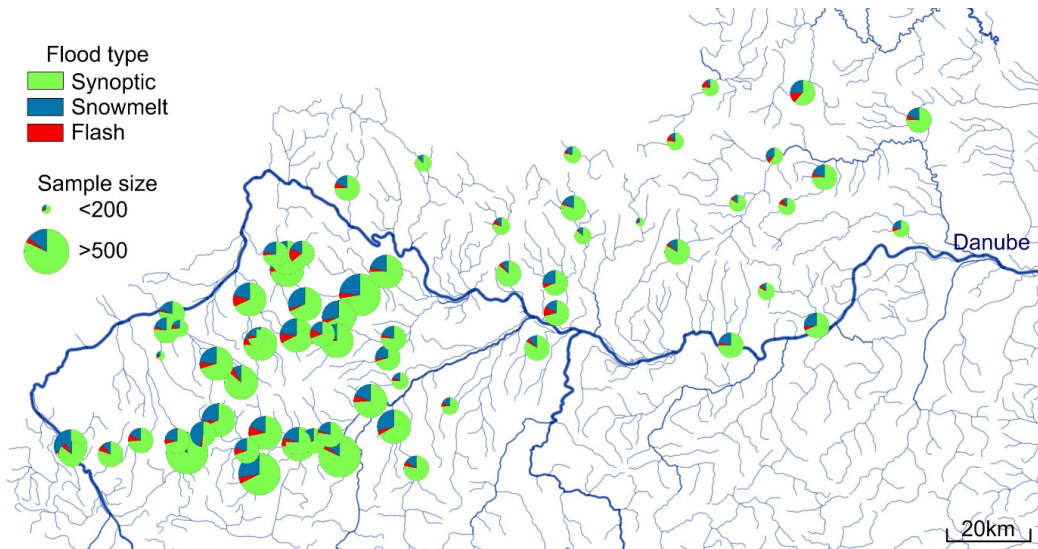 Flood type
Synoptic
Snowmelt
Flash
Sample size
<200
>500
Danube
20km